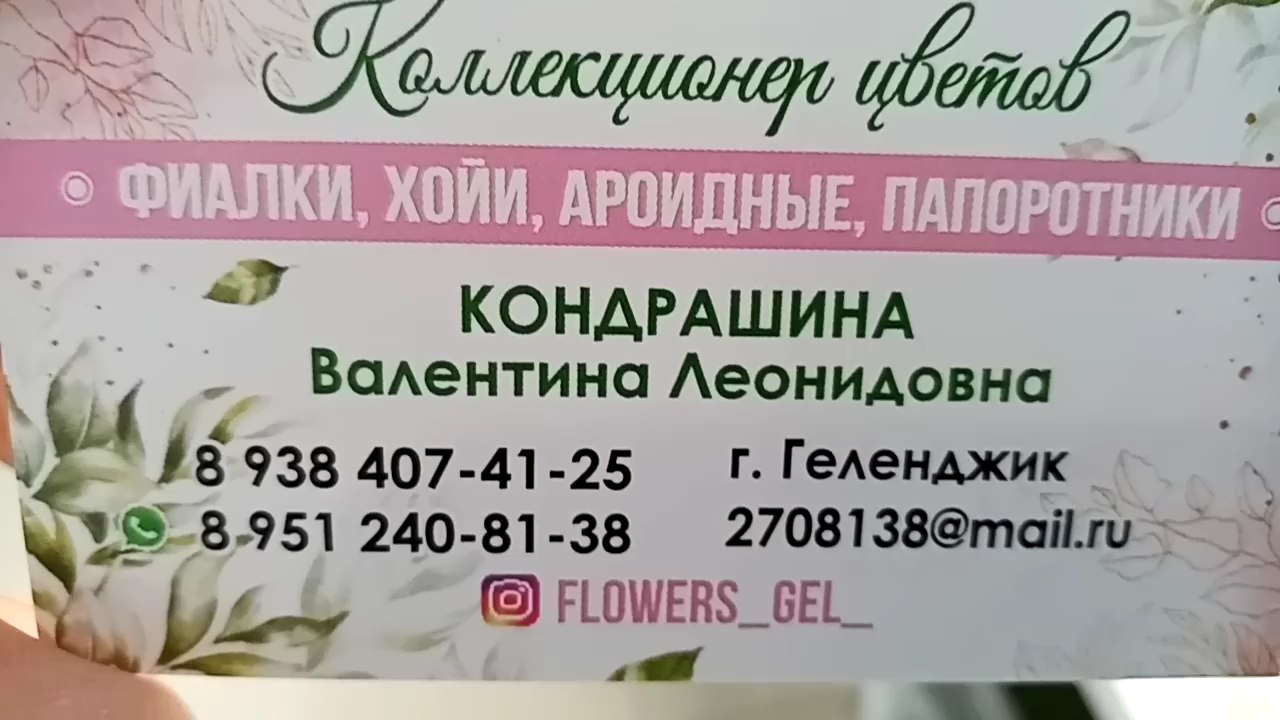 Коллекционер цветов
ФИАЛКИ, ХОЙИ, АРОИДНЫЕ, ПАПОРОТНИКИ
КОНДРАШИНА
Валентина Леонидовна
8 938 407-41-25
г. Геленджик
8 951 240-81-38
2708138@mail.ru
FLOWERS_GEL_